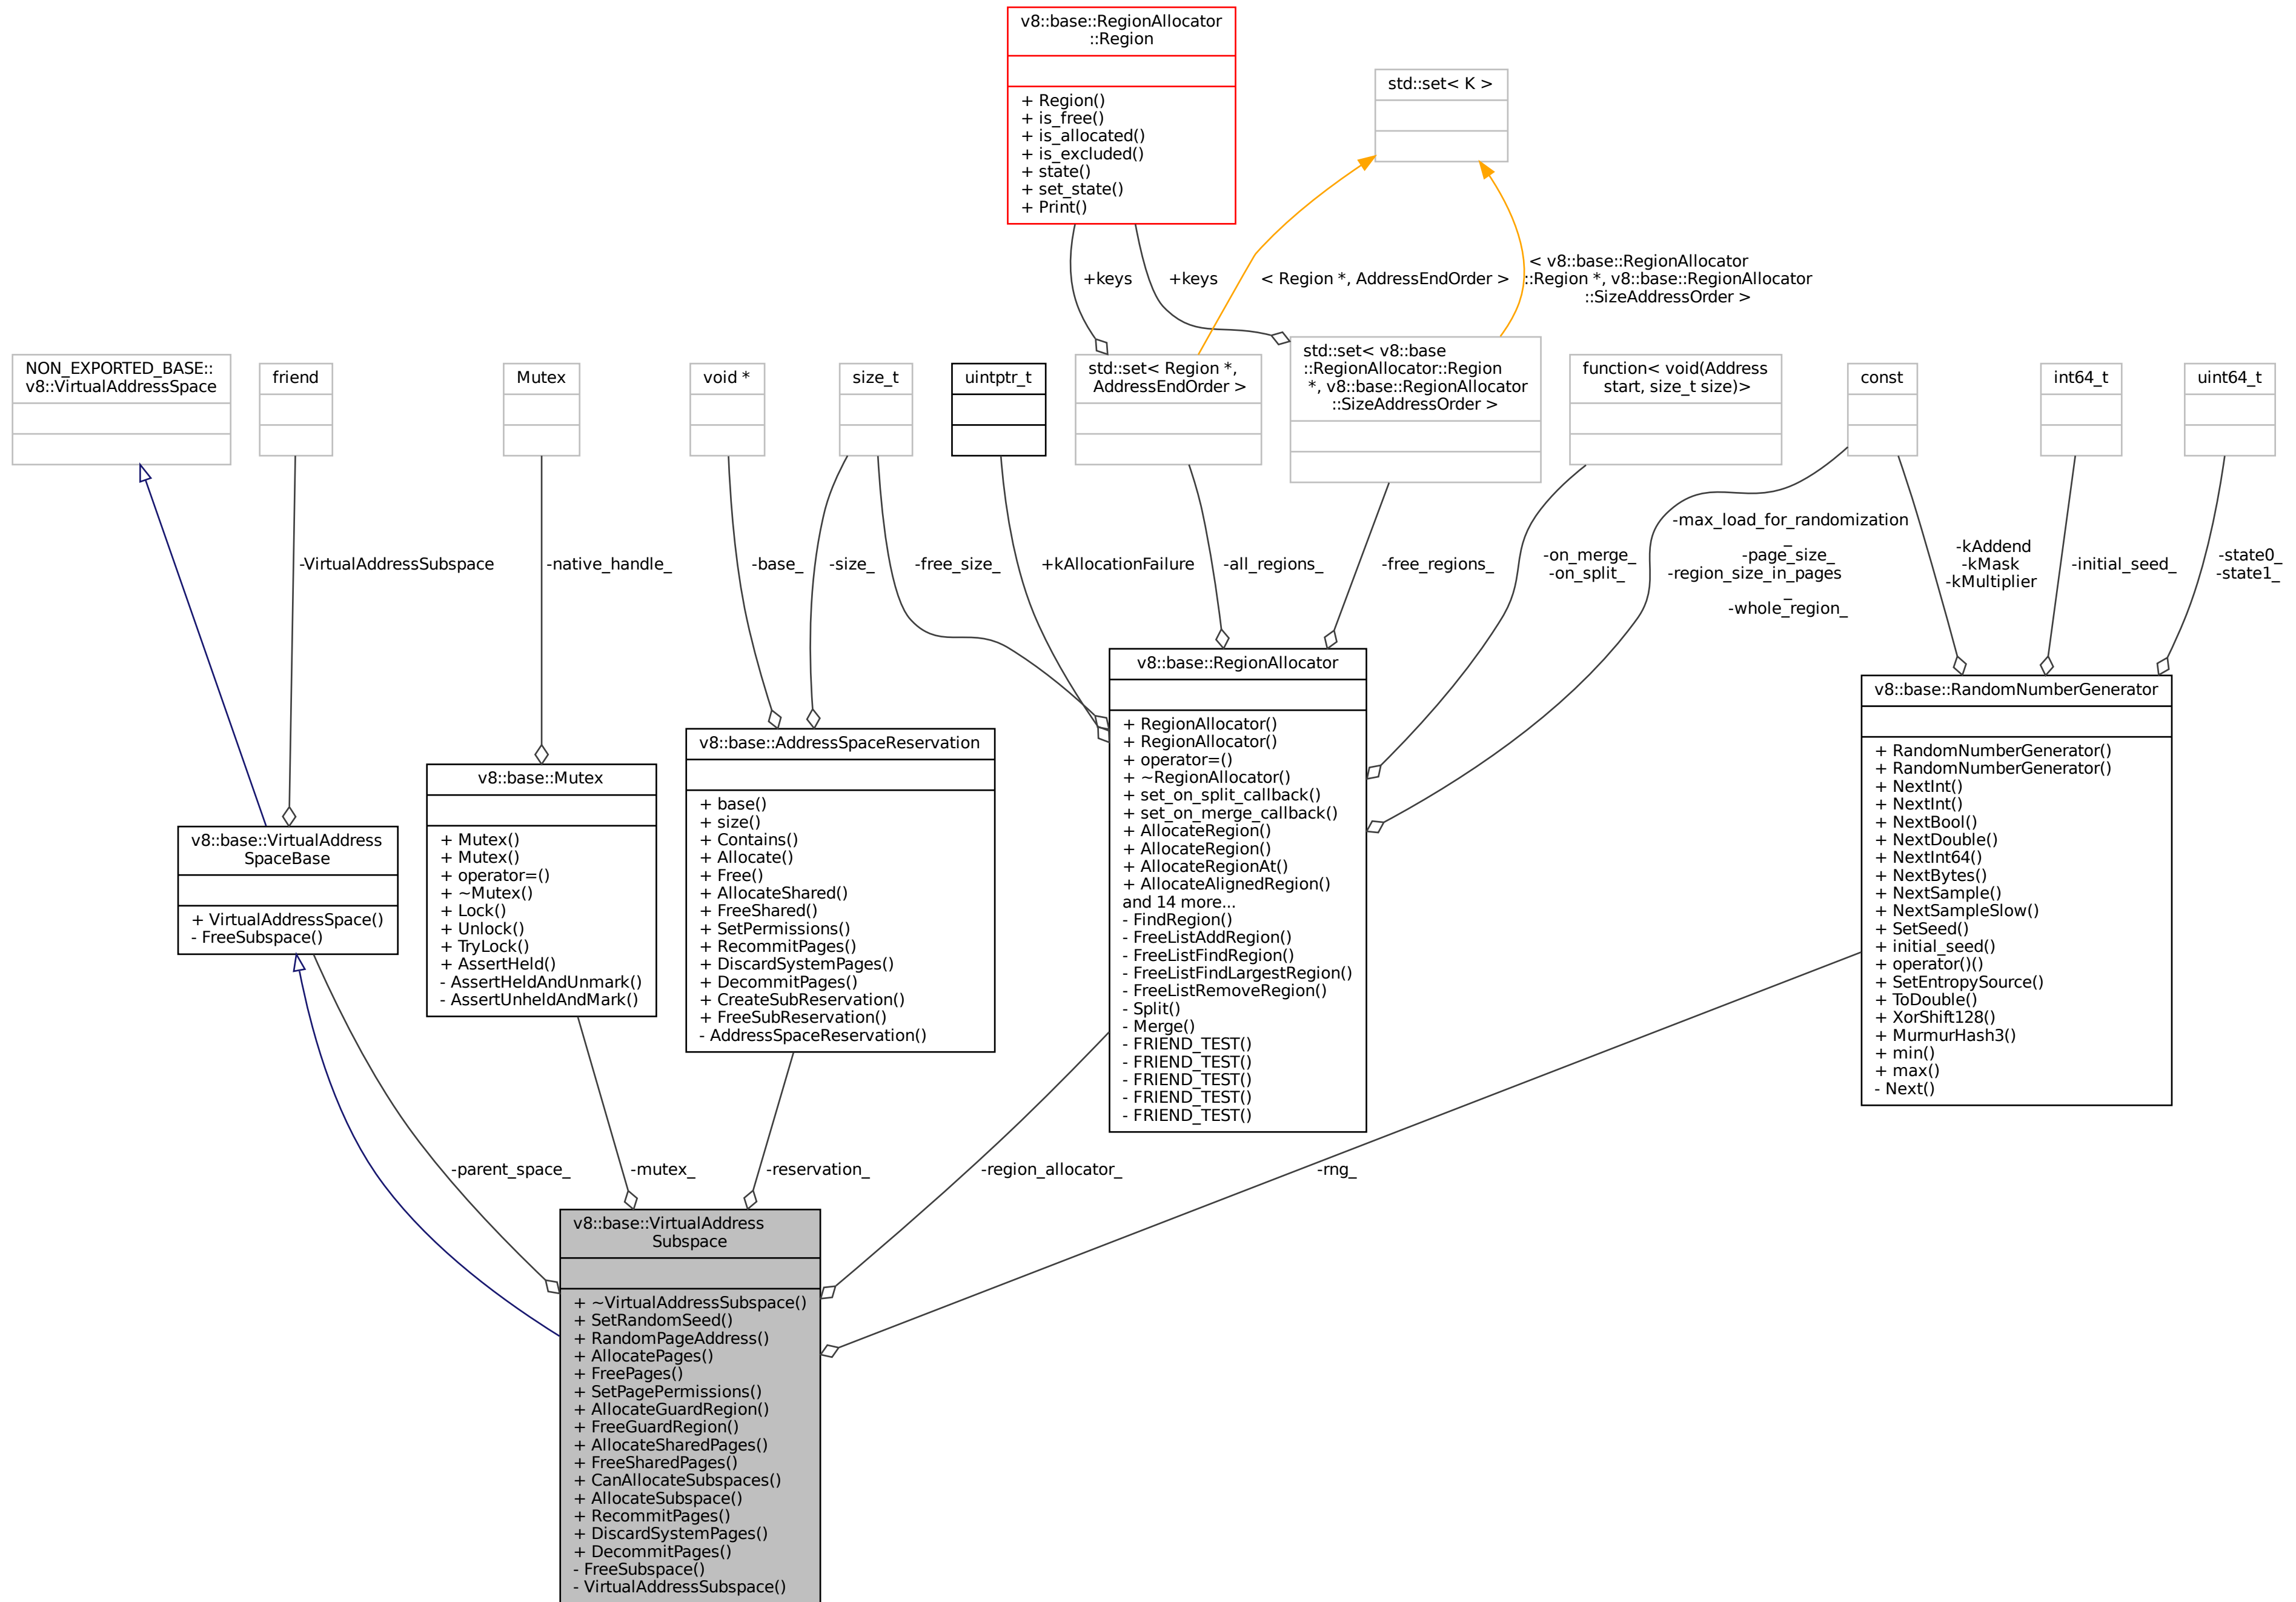 v8::base::RegionAllocator
::Region
+ Region()
+ is_free()
+ is_allocated()
+ is_excluded()
+ state()
+ set_state()
+ Print()
std::set< K >
+keys
+keys
< Region *, AddressEndOrder >
< v8::base::RegionAllocator
::Region *, v8::base::RegionAllocator
::SizeAddressOrder >
NON_EXPORTED_BASE::
v8::VirtualAddressSpace
friend
Mutex
void *
size_t
uintptr_t
std::set< Region *,
AddressEndOrder >
std::set< v8::base
::RegionAllocator::Region
*, v8::base::RegionAllocator
::SizeAddressOrder >
function< void(Address
start, size_t size)>
const
int64_t
uint64_t
-VirtualAddressSubspace
-native_handle_
-base_
-size_
-free_size_
+kAllocationFailure
-all_regions_
-free_regions_
-on_merge_
-on_split_
-max_load_for_randomization
_
-page_size_
-region_size_in_pages
_
-whole_region_
-kAddend
-kMask
-kMultiplier
-initial_seed_
-state0_
-state1_
v8::base::VirtualAddress
SpaceBase
+ VirtualAddressSpace()
- FreeSubspace()
v8::base::Mutex
+ Mutex()
+ Mutex()
+ operator=()
+ ~Mutex()
+ Lock()
+ Unlock()
+ TryLock()
+ AssertHeld()
- AssertHeldAndUnmark()
- AssertUnheldAndMark()
v8::base::AddressSpaceReservation
+ base()
+ size()
+ Contains()
+ Allocate()
+ Free()
+ AllocateShared()
+ FreeShared()
+ SetPermissions()
+ RecommitPages()
+ DiscardSystemPages()
+ DecommitPages()
+ CreateSubReservation()
+ FreeSubReservation()
- AddressSpaceReservation()
v8::base::RegionAllocator
+ RegionAllocator()
+ RegionAllocator()
+ operator=()
+ ~RegionAllocator()
+ set_on_split_callback()
+ set_on_merge_callback()
+ AllocateRegion()
+ AllocateRegion()
+ AllocateRegionAt()
+ AllocateAlignedRegion()
and 14 more...
- FindRegion()
- FreeListAddRegion()
- FreeListFindRegion()
- FreeListFindLargestRegion()
- FreeListRemoveRegion()
- Split()
- Merge()
- FRIEND_TEST()
- FRIEND_TEST()
- FRIEND_TEST()
- FRIEND_TEST()
- FRIEND_TEST()
v8::base::RandomNumberGenerator
+ RandomNumberGenerator()
+ RandomNumberGenerator()
+ NextInt()
+ NextInt()
+ NextBool()
+ NextDouble()
+ NextInt64()
+ NextBytes()
+ NextSample()
+ NextSampleSlow()
+ SetSeed()
+ initial_seed()
+ operator()()
+ SetEntropySource()
+ ToDouble()
+ XorShift128()
+ MurmurHash3()
+ min()
+ max()
- Next()
-parent_space_
-mutex_
-reservation_
-region_allocator_
-rng_
v8::base::VirtualAddress
Subspace
+ ~VirtualAddressSubspace()
+ SetRandomSeed()
+ RandomPageAddress()
+ AllocatePages()
+ FreePages()
+ SetPagePermissions()
+ AllocateGuardRegion()
+ FreeGuardRegion()
+ AllocateSharedPages()
+ FreeSharedPages()
+ CanAllocateSubspaces()
+ AllocateSubspace()
+ RecommitPages()
+ DiscardSystemPages()
+ DecommitPages()
- FreeSubspace()
- VirtualAddressSubspace()